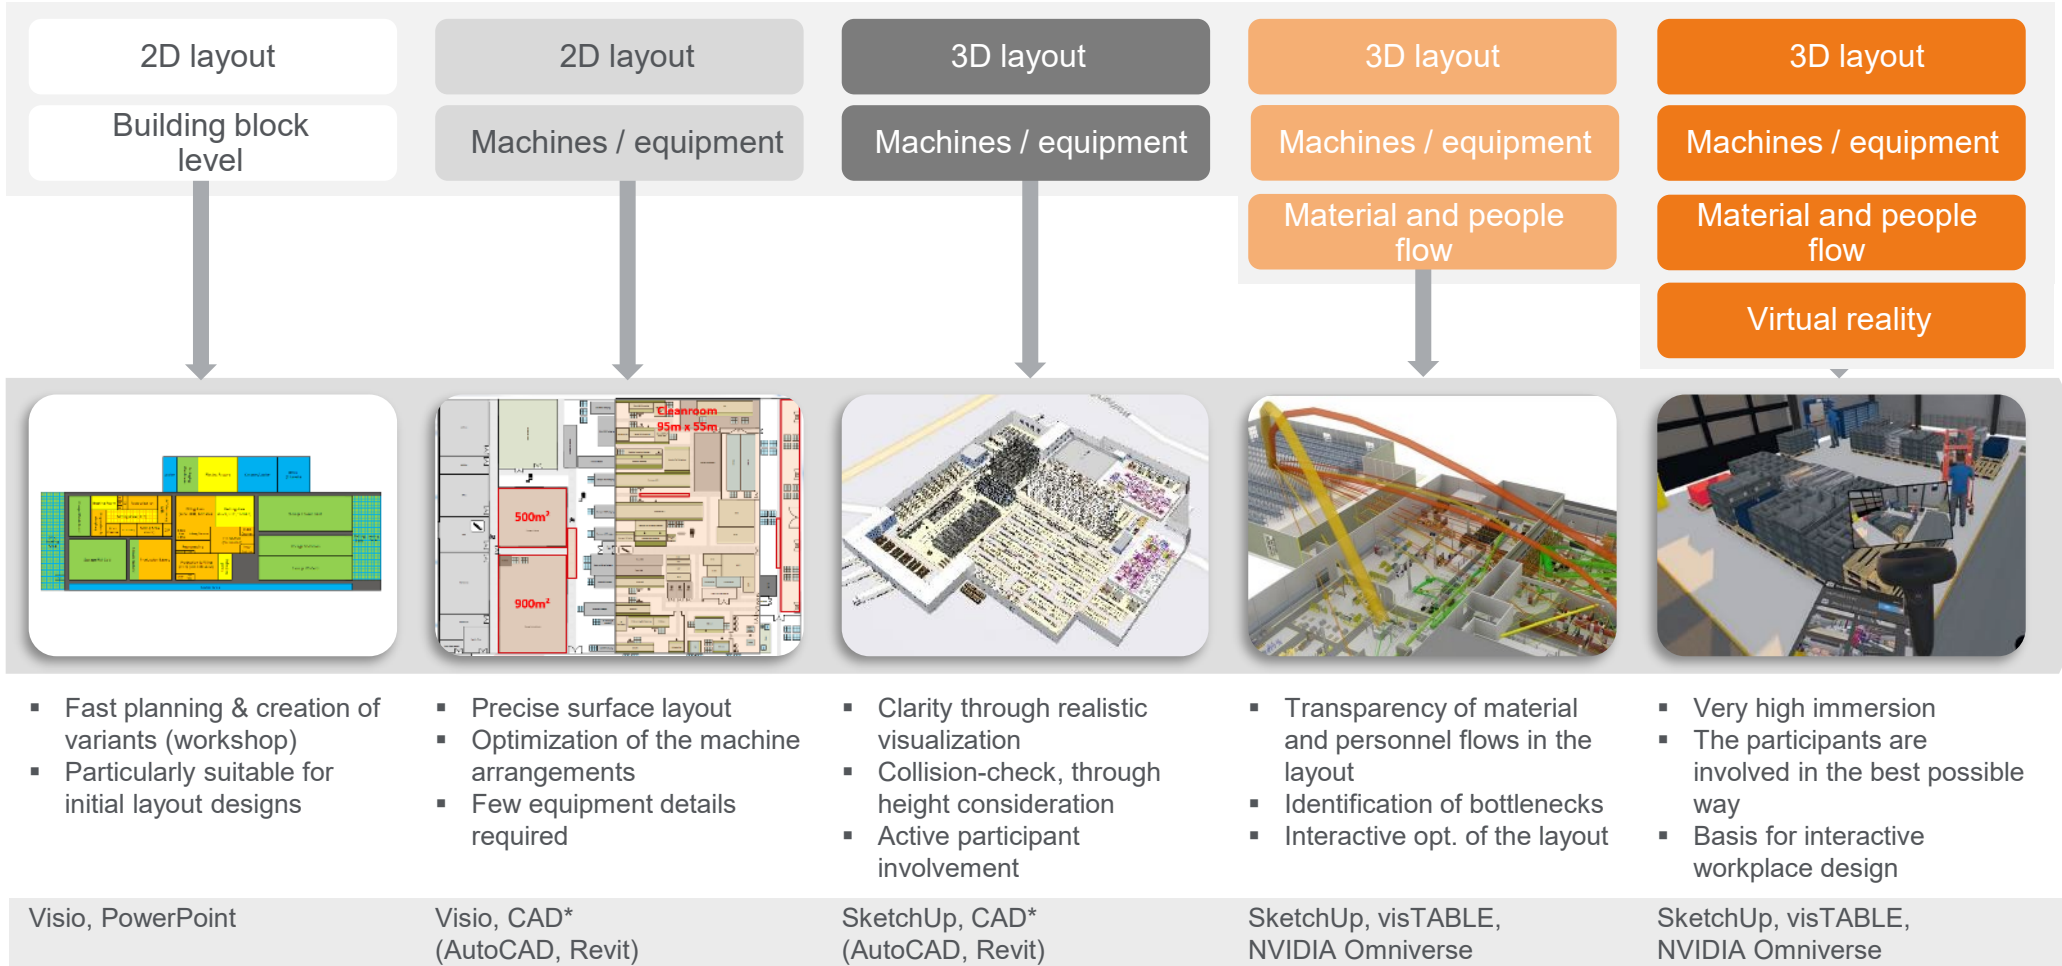 2D layout
Building block
level
2D layout
Machines / equipment
3D layout
Machines / equipment
3D layout
Machines / equipment
Material and people
flow
3D layout
Machines / equipment
Material and people
flow
Virtual reality
Cleanroom
95m x 55m
500m²
900m²
▪ Fast planning & creation of
variants (workshop)
▪ Particularly suitable for
initial layout designs
▪ Precise surface layout
▪ Optimization of the machine
arrangements
▪ Few equipment details
required
▪ Clarity through realistic
visualization
▪ Collision-check, through
height consideration
▪ Active participant
involvement
▪ Transparency of material
and personnel flows in the
layout
▪ Identification of bottlenecks
▪ Interactive opt. of the layout
▪ Very high immersion
▪ The participants are
involved in the best possible
way
▪ Basis for interactive
workplace design
Visio, PowerPoint
Visio, CAD*
(AutoCAD, Revit)
SketchUp, CAD*
(AutoCAD, Revit)
SketchUp, visTABLE,
NVIDIA Omniverse
SketchUp, visTABLE,
NVIDIA Omniverse